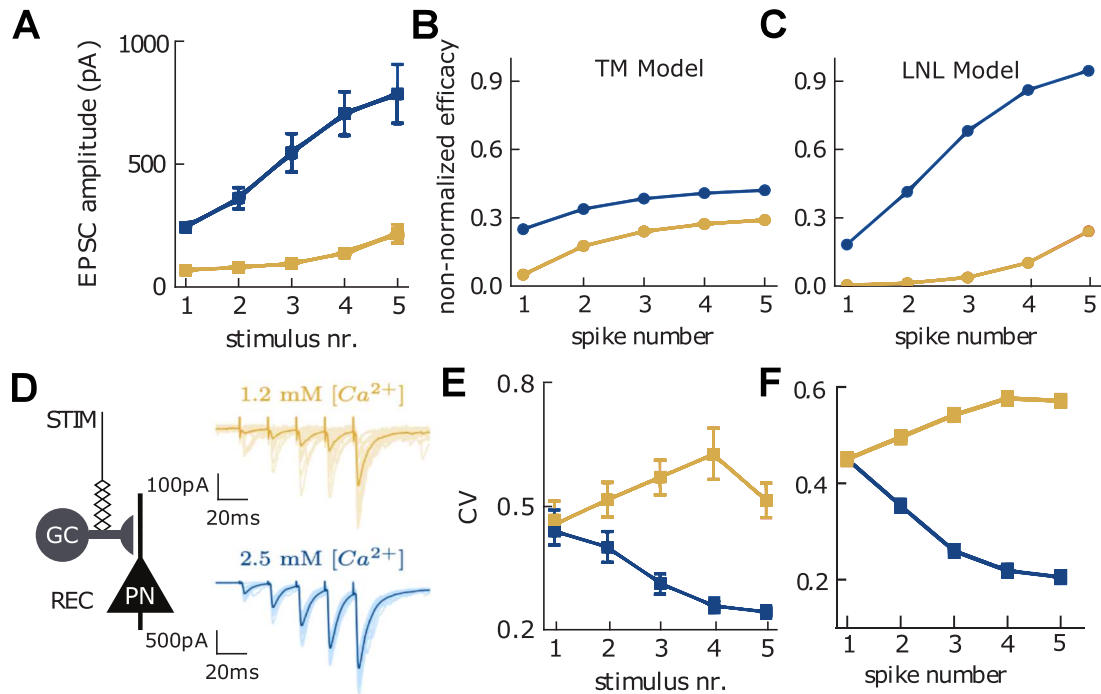 A
EPSC amplitude (pA)
1000
500
0
1 2 3 4 5
stimulus nr.
B
TM Model
non-normalized efficacy
0.9
0.6
0.3
0.0
1 2 3 4 5
spike number
C
LNL Model
0.9
0.6
0.3
0.0
1 2 3 4 5
spike number
D
STIM
GC
REC
PN
1.2 mM [Ca2+]
100pA
20ms
2.5 mM [Ca2+]
500pA
20ms
E
CV
0.8
0.5
0.2
1 2 3 4 5
stimulus nr.
F
0.6
0.4
0.2
1 2 3 4 5
spike number